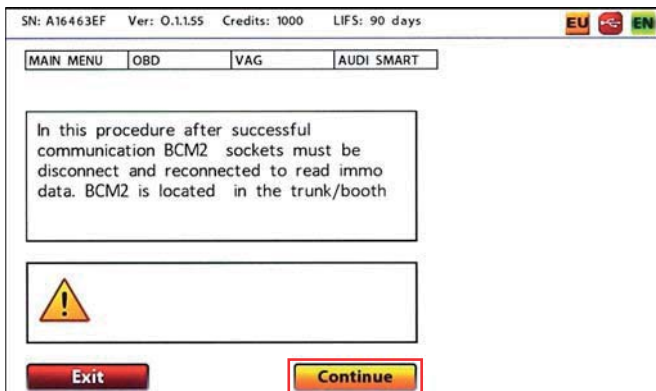 SN: A16463EF Ver: 0.1.1.55 Credits: 1000 LIFS: 90 days EU EN
MAIN MENU OBD VAG AUDI SMART
In this procedure after successful
communication BCM2 sockets must be
disconnect and reconnected to read immo
data. BCM2 is located in the trunk/booth
Exit Continue